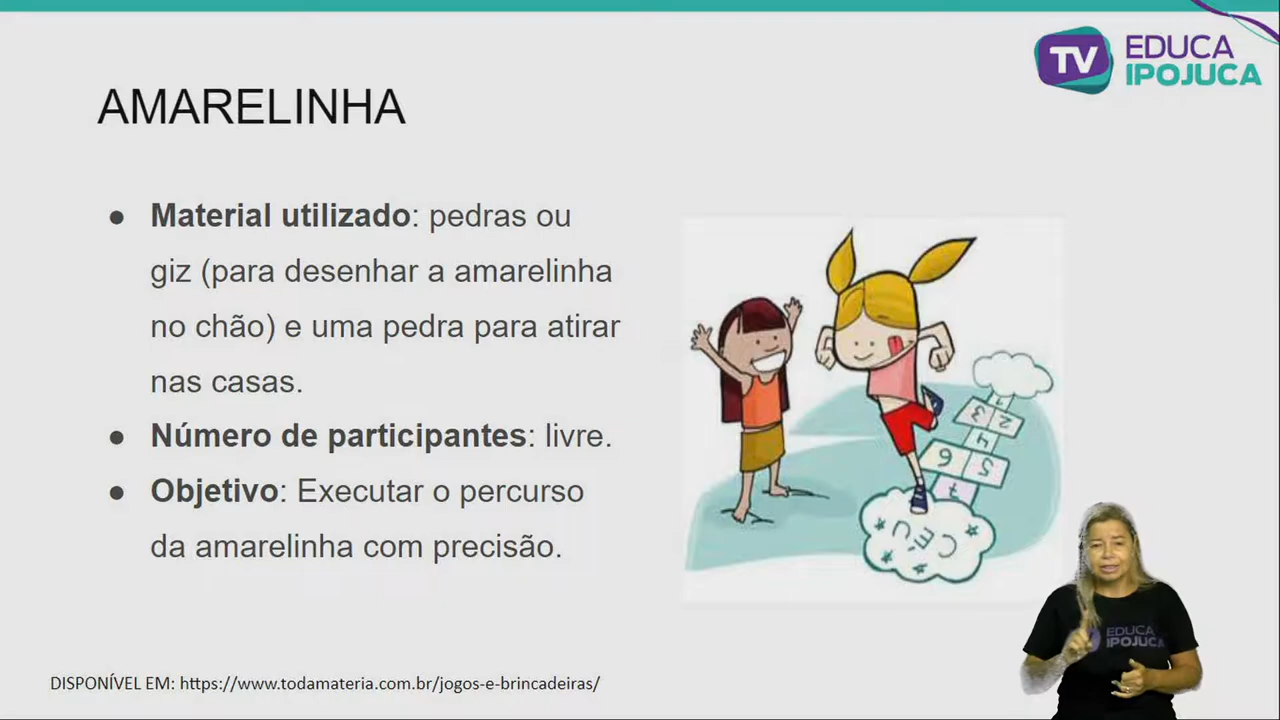 TV EDUCA
IPOJUCA
AMARELINHA
● Material utilizado: pedras ou
giz (para desenhar a amarelinha
no chão) e uma pedra para atirar
nas casas.
● Número de participantes: livre.
● Objetivo: Executar o percurso
da amarelinha com precisão.
2
3
4
5
6
7
CÉU
EDUCA
IPOJUCA
DISPONÍVEL EM: https://www.todamateria.com.br/jogos-e-brincadeiras/